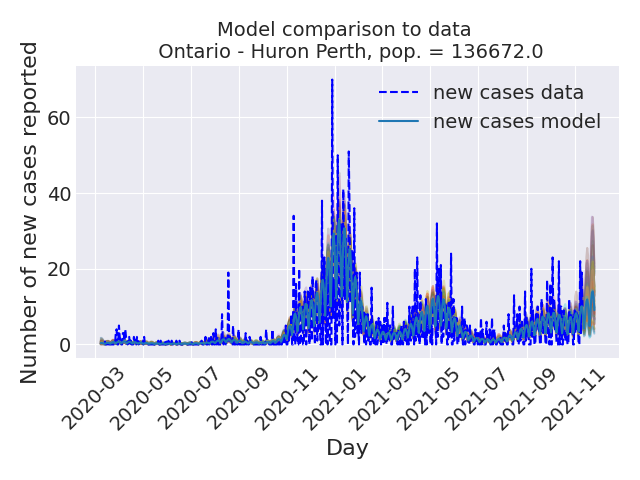 Model comparison to data
Ontario - Huron Perth, pop. = 136672.0
Number of new cases reported
60
40
20
0
new cases data
new cases model
2020-03
2020-05
2020-07
2020-09
2020-11
2021-01
2021-03
2021-05
2021-07
2021-09
2021-11
Day